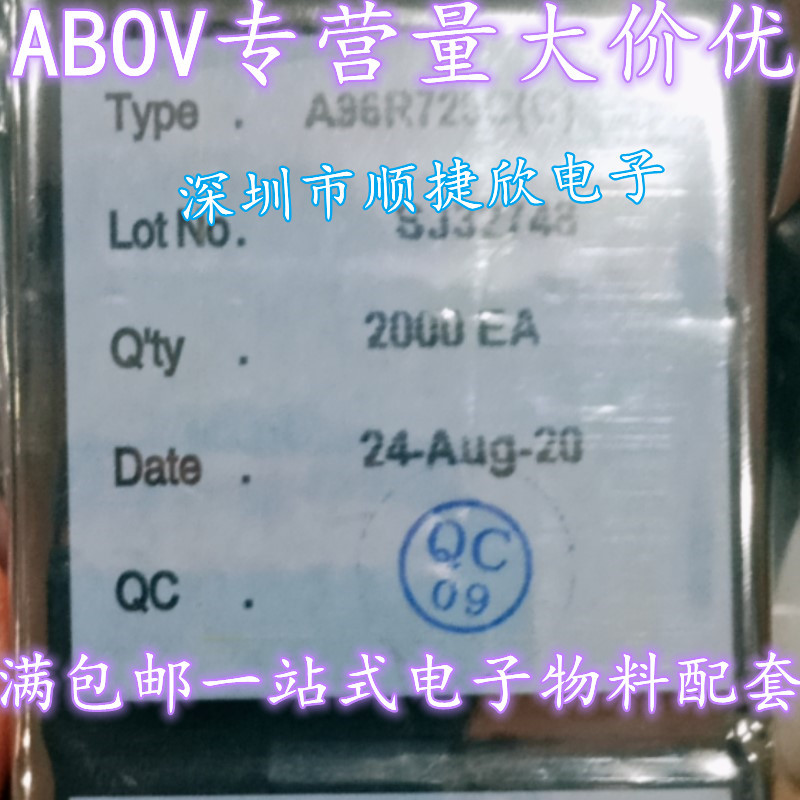 ABOV专营量大价优
Type .
深圳市顺捷欣电子
Lot No. SJ32748
Q'ty . 2000 EA
Date . 24-Aug-20
QC . QC
09
满包邮一站式电子物料配套